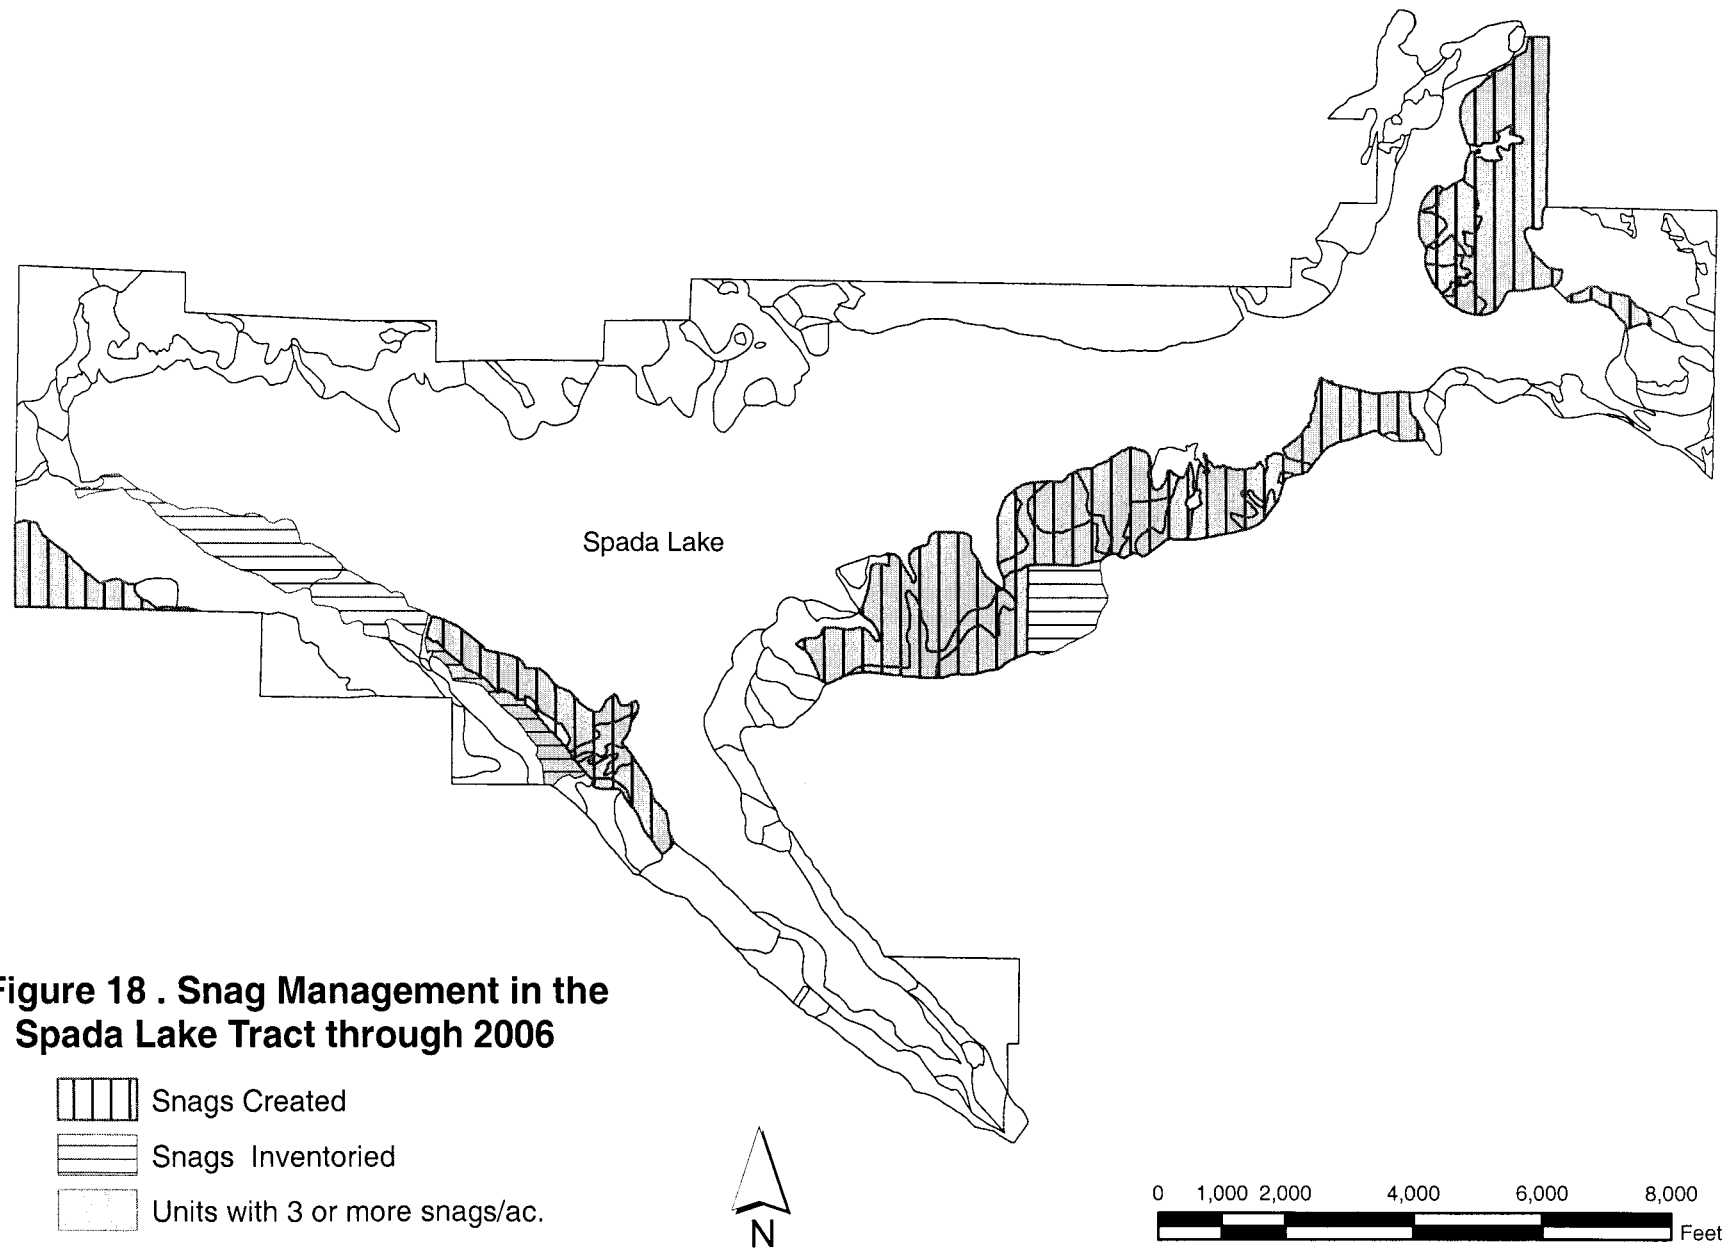 Spada Lake
Figure 18 . Snag Management in the
Spada Lake Tract through 2006
Snags Created
Snags Inventoried
Units with 3 or more snags/ac.
N
0 1,000 2,000 4,000 6,000 8,000
Feet